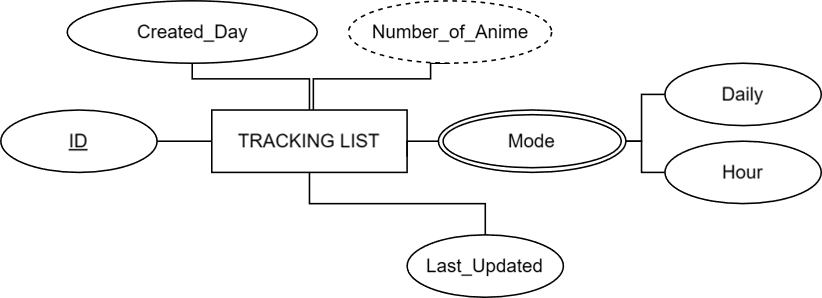 Created_Day
Number_of_Anime
Daily
ID
TRACKING LIST
Mode
Hour
Last_Updated